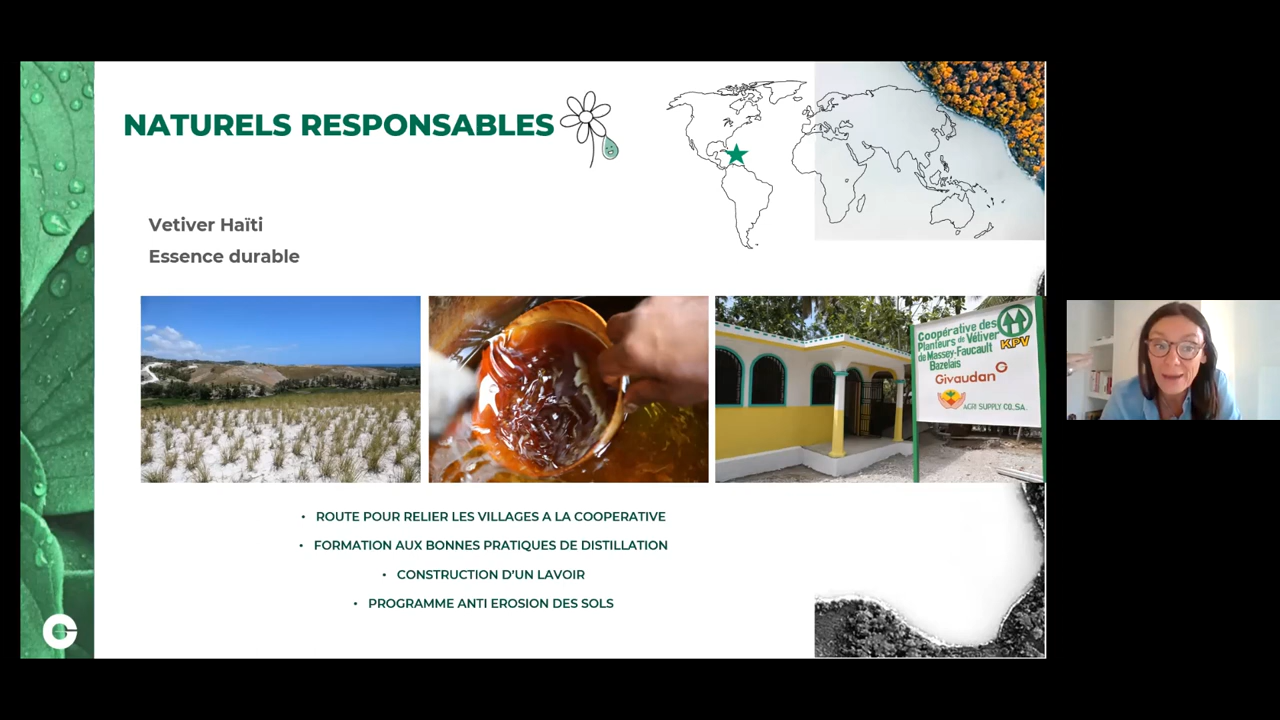 NATURELS RESPONSABLES
Vetiver Haïti
Essence durable
Coopérative des
Planteurs de Vétiver
de Massey-Faucault
Bazelais
KPV
Givaudan
AGRI SUPPLY CO.SA.
• ROUTE POUR RELIER LES VILLAGES A LA COOPERATIVE
• FORMATION AUX BONNES PRATIQUES DE DISTILLATION
• CONSTRUCTION D'UN LAVOIR
• PROGRAMME ANTI EROSION DES SOLS